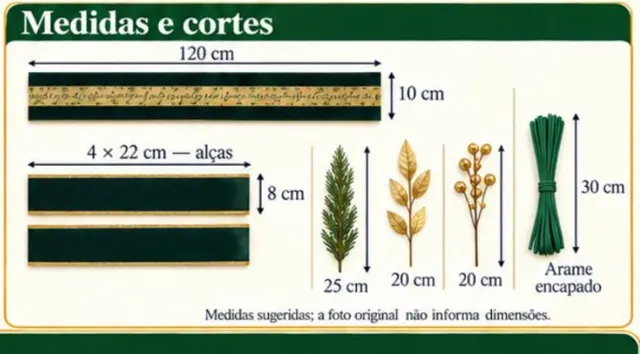 Medidas e cortes
120 cm
10 cm
4 × 22 cm — alças
8 cm
25 cm
20 cm
20 cm
30 cm
Arame
encapado
Medidas sugeridas; a foto original não informa dimensões.